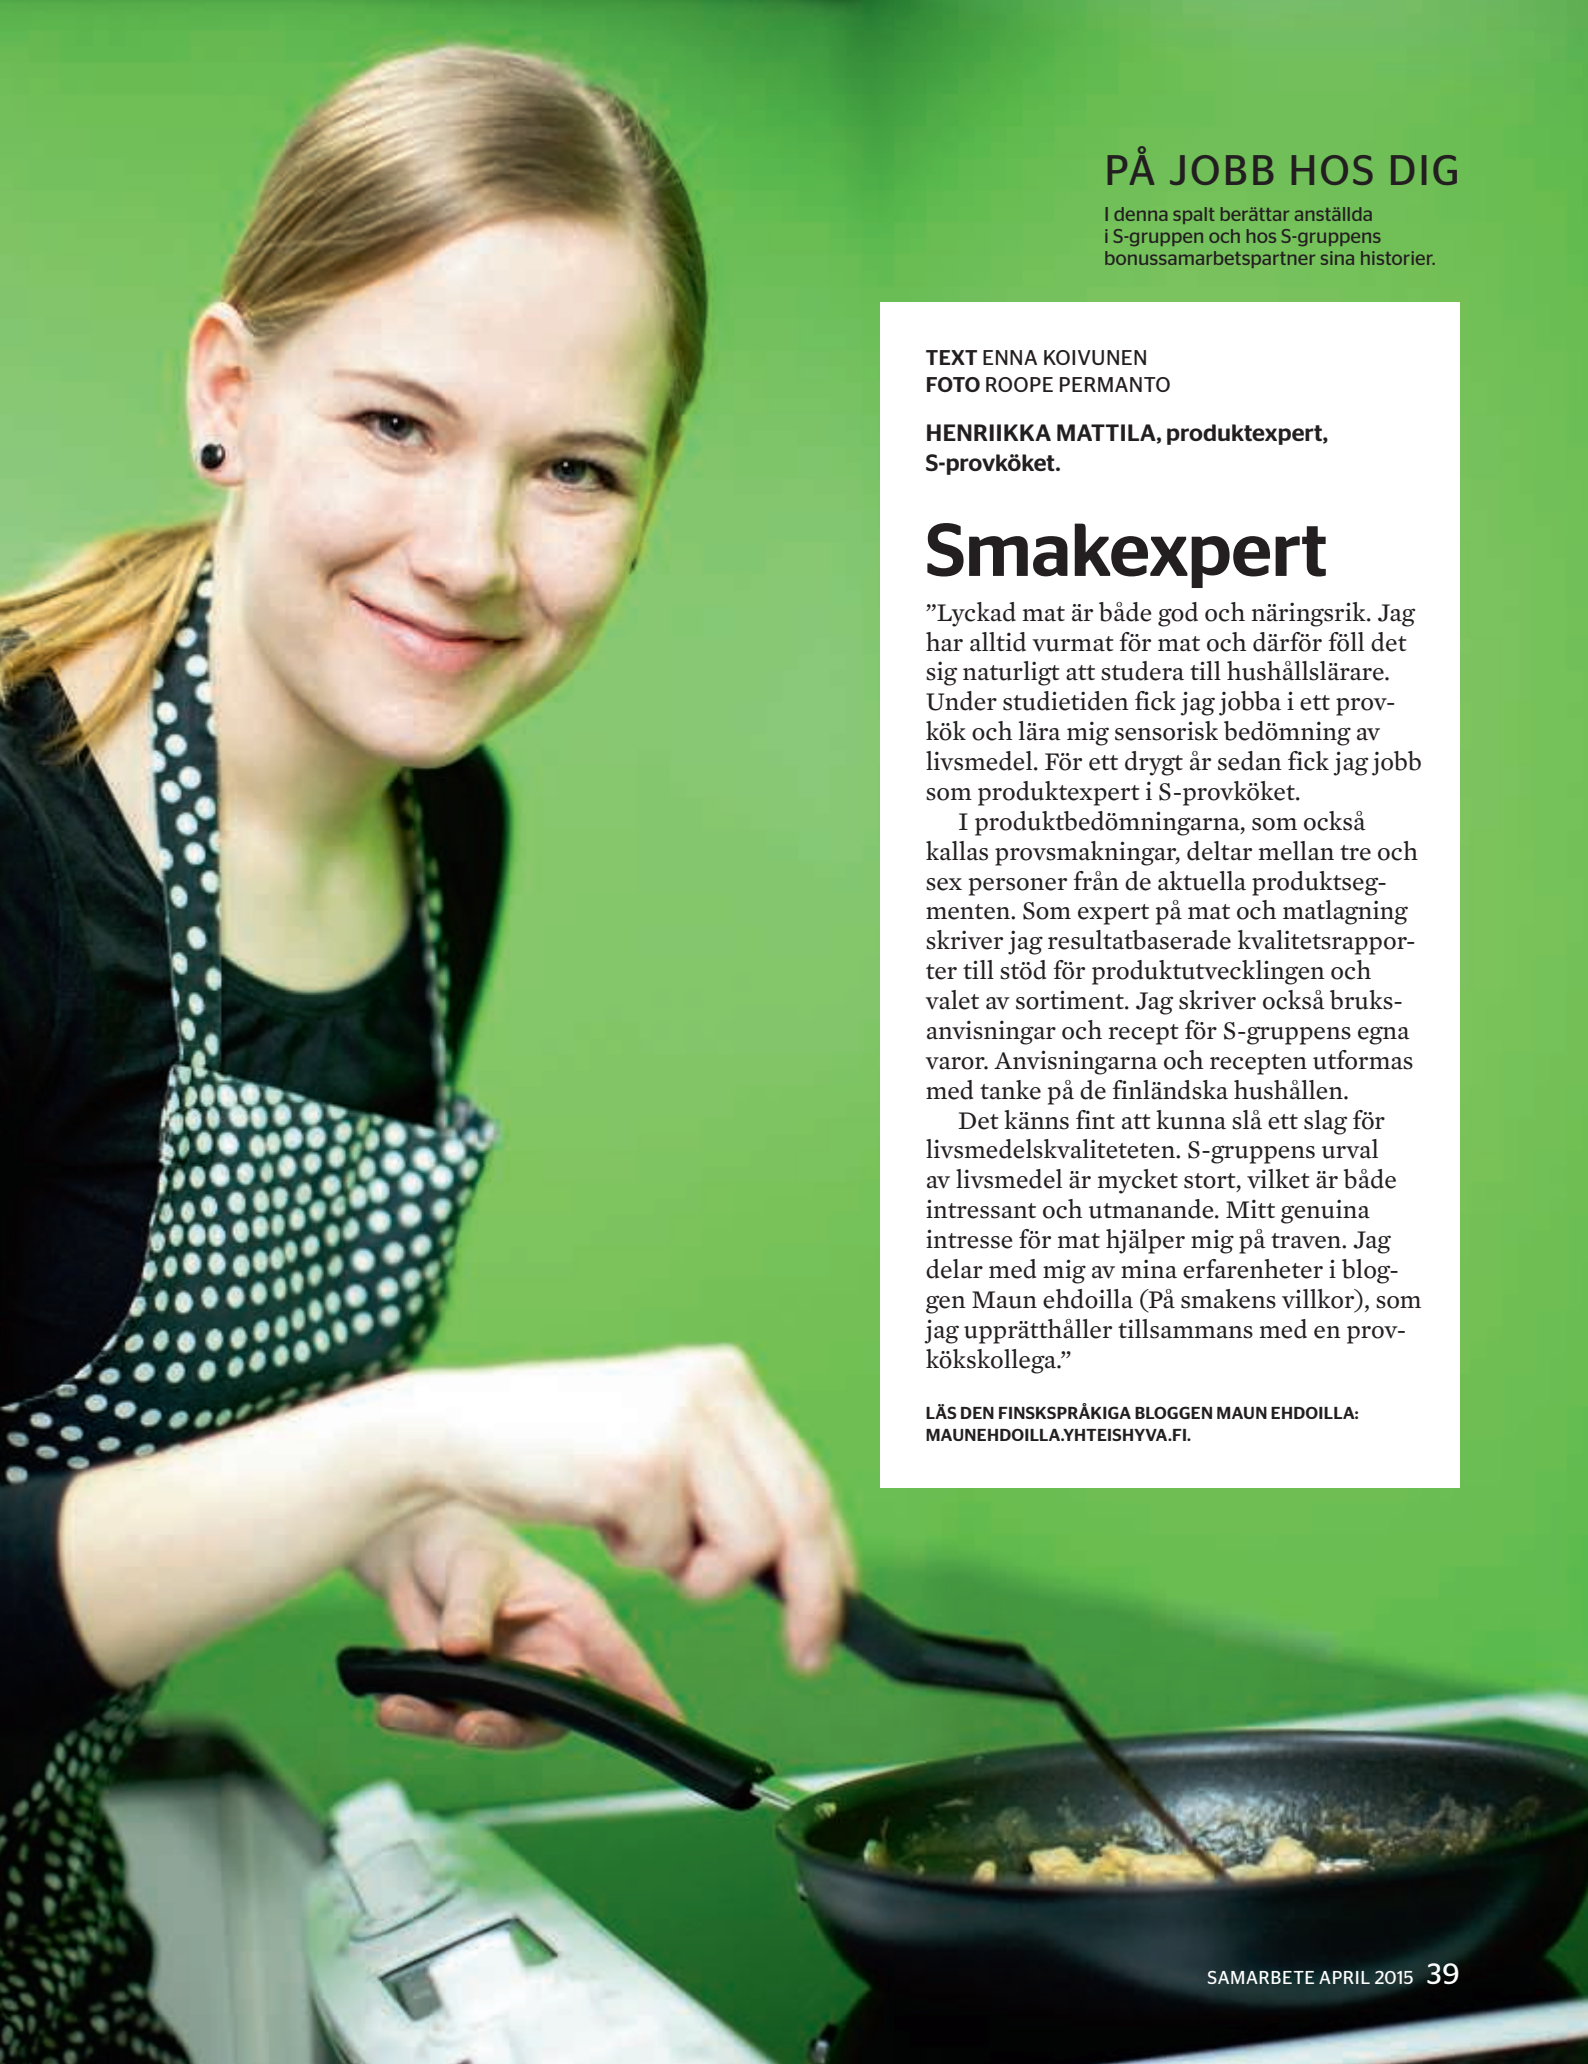 PÅ JOBB HOS DIG
I denna spalt berättar anställda
i S-gruppen och hos S-gruppens
bonussamarbetspartner sina historier.
TEXT ENNA KOIVUNEN
FOTO ROOPE PERMANTO
HENRIIKKA MATTILA, produktexpert,
S-provköket.
Smakexpert
”Lyckad mat är både god och näringsrik. Jag
har alltid vurmat för mat och därför föll det
sig naturligt att studera till hushållslärare.
Under studietiden fick jag jobba i ett prov-
kök och lära mig sensorisk bedömning av
livsmedel. För ett drygt år sedan fick jag jobb
som produktexpert i S-provköket.
I produktbedömningarna, som också
kallas provsmakningar, deltar mellan tre och
sex personer från de aktuella produktseg-
menten. Som expert på mat och matlagning
skriver jag resultatbaserade kvalitetsrappor-
ter till stöd för produktutvecklingen och
valet av sortiment. Jag skriver också bruks-
anvisningar och recept för S-gruppens egna
varor. Anvisningarna och recepten utformas
med tanke på de finländska hushållen.
Det känns fint att kunna slå ett slag för
livsmedelskvaliteteten. S-gruppens urval
av livsmedel är mycket stort, vilket är både
intressant och utmanande. Mitt genuina
intresse för mat hjälper mig på traven. Jag
delar med mig av mina erfarenheter i blog-
gen Maun ehdoilla (På smakens villkor), som
jag upprätthåller tillsammans med en prov-
kökskollega.”
LÄS DEN FINSKSPRÅKIGA BLOGGEN MAUN EHDOILLA:
MAUNEHDOILLA.YHTEISHYVA.FI.
SAMARBETE APRIL 2015 39